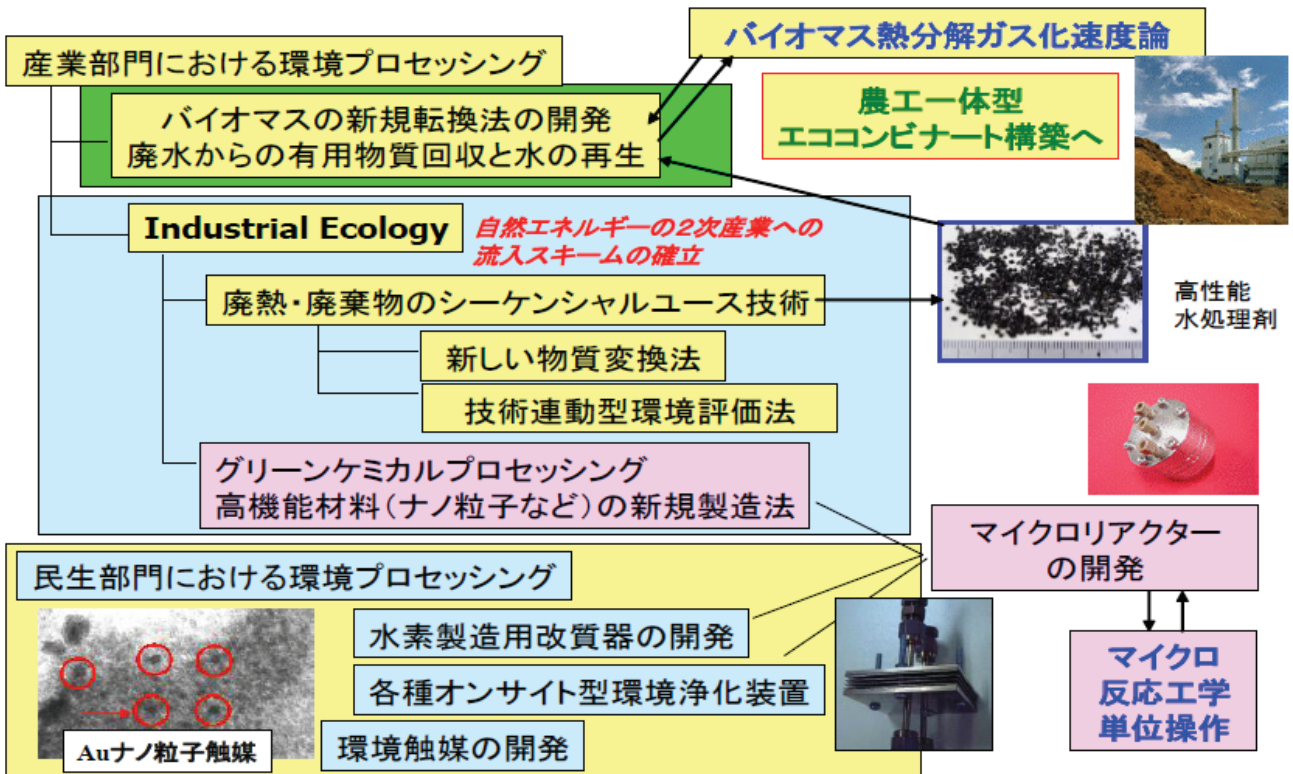 バイオマス熱分解ガス化速度論
産業部門における環境プロセッシング
農工一体型
エココンビナート構築へ
バイオマスの新規転換法の開発
廃水からの有用物質回収と水の再生
Industrial Ecology
自然エネルギーの2次産業への
流入スキームの確立
廃熱・廃棄物のシーケンシャルユース技術
高性能
水処理剤
新しい物質変換法
技術連動型環境評価法
グリーンケミカルプロセッシング
高機能材料(ナノ粒子など)の新規製造法
マイクロリアクター
の開発
民生部門における環境プロセッシング
水素製造用改質器の開発
各種オンサイト型環境浄化装置
環境触媒の開発
Auナノ粒子触媒
マイクロ
反応工学
単位操作